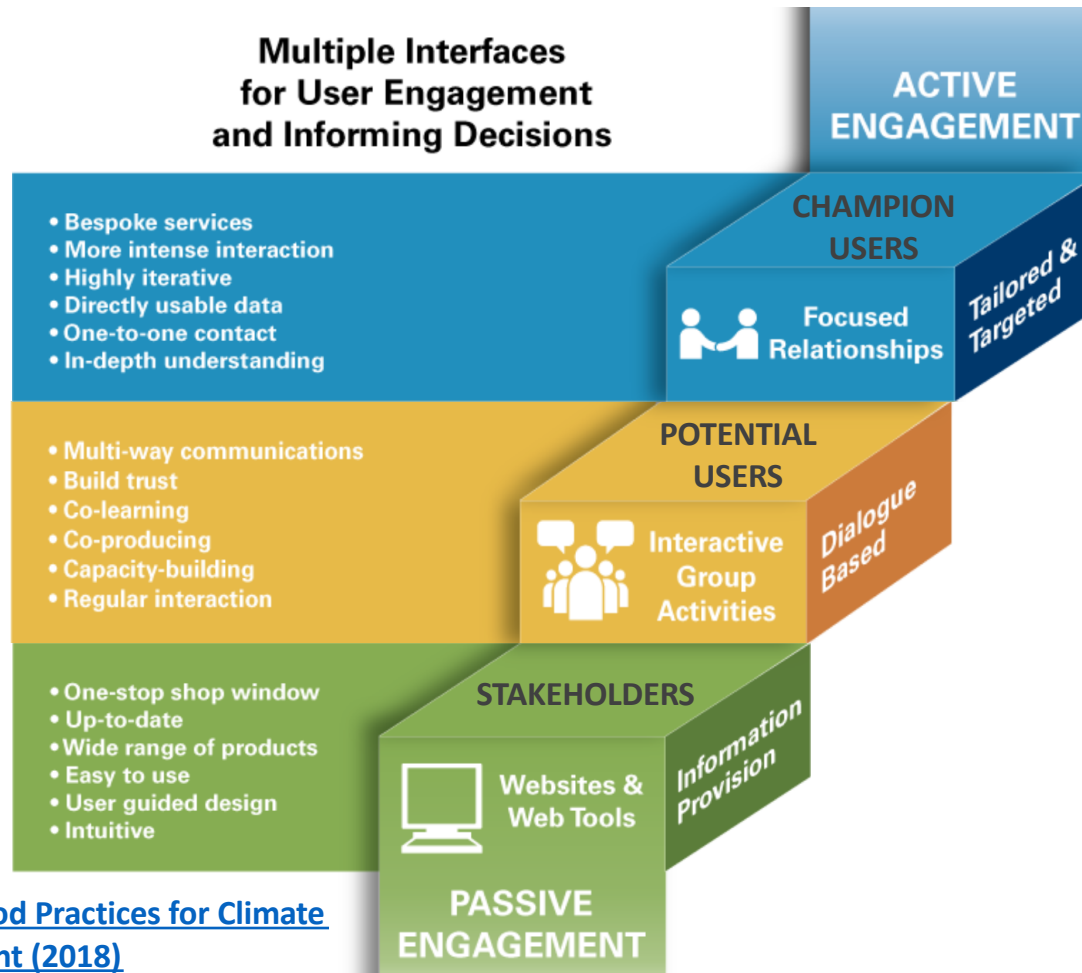 Multiple Interfaces
for User Engagement
and Informing Decisions
ACTIVE
ENGAGEMENT
• Bespoke services
• More intense interaction
• Highly iterative
• Directly usable data
• One-to-one contact
• In-depth understanding
CHAMPION
USERS
Focused
Relationships
Tailored &
Targeted
• Multi-way communications
• Build trust
• Co-learning
• Co-producing
• Capacity-building
• Regular interaction
POTENTIAL
USERS
Interactive
Group
Activities
Dialogue
Based
• One-stop shop window
• Up-to-date
• Wide range of products
• Easy to use
• User guided design
• Intuitive
STAKEHOLDERS
Websites &
Web Tools
Information
Provision
PASSIVE
ENGAGEMENT
Practices for Climate
(2018)